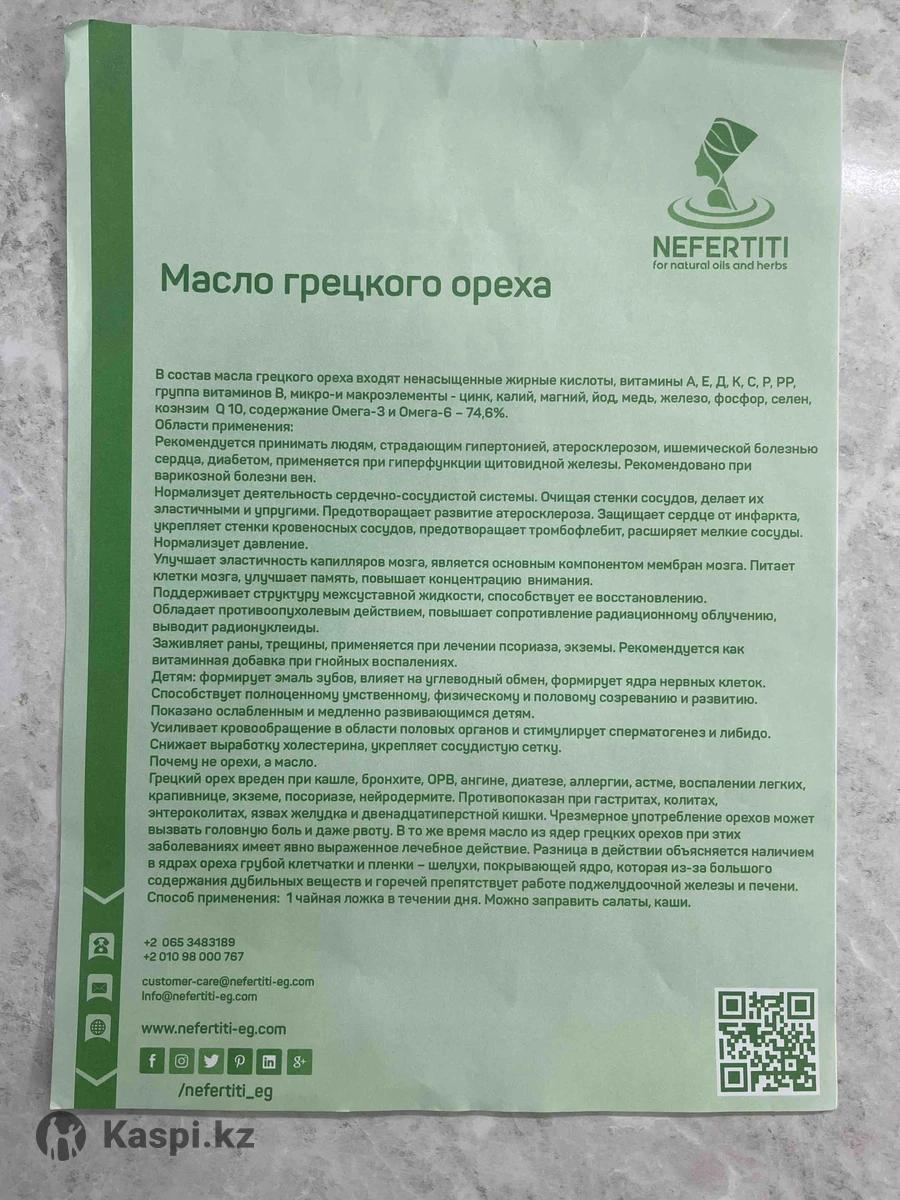 NEFERTITI
for natural oils and herbs
Масло грецкого ореха
В состав масла грецкого ореха входят ненасыщенные жирные кислоты, витамины А, Е, Д, К, С, Р, РР,
группа витаминов В, микро-и макроэлементы - цинк, калий, магний, йод, медь, железо, фосфор, селен,
коэнзим Q 10, содержание Омега-3 и Омега-6 – 74,6%.
Области применения:
Рекомендуется принимать людям, страдающим гипертонией, атеросклерозом, ишемической болезнью
сердца, диабетом, применяется при гиперфункции щитовидной железы. Рекомендовано при
варикозной болезни вен.
Нормализует деятельность сердечно-сосудистой системы. Очищая стенки сосудов, делает их
эластичными и упругими. Предотворащает развитие атеросклероза. Защищает сердце от инфаркта,
укрепляет стенки кровеносных сосудов, предотворащает тромбофлебит, расширяет мелкие сосуды.
Нормализует давление.
Улучшает эластичность капилляров мозга, является основным компонентом мембран мозга. Питает
клетки мозга, улучшает память, повышает концентрацию внимания.
Поддерживает структуру межсуставной жидкости, способствует ее восстановлению.
Обладает противоопухолевым действием, повышает сопротивление радиационному облучению,
выводит радионуклеиды.
Заживляет раны, трещины, применяется при лечении псориаза, экземы. Рекомендуется как
витаминная добавка при гнойных воспалениях.
Детям: формирует эмаль зубов, влияет на углеводный обмен, формирует ядра нервных клеток.
Способствует полноценному умственному, физическому и половому созреванию и развитию.
Показано ослабленным и медленно развивающимся детям.
Усиливает кровообращение в области половых органов и стимулирует сперматогенез и либидо.
Снижает выработку холестерина, укрепляет сосудистую сетку.
Почему не орехи, а масло.
Грецкий орех вреден при кашле, бронхите, ОРВ, ангине, диатезе, аллергии, астме, воспалении легких,
крапивнице, экземе, посориазе, нейродермите. Противопоказан при гастритах, колитах,
энтероколитах, язвах желудка и двенадцатиперстной кишки. Чрезмерное употребление орехов может
вызвать головную боль и даже рвоту. В то же время масло из ядер грецких орехов при этих
заболеваниях имеет явно выраженное лечебное действие. Разница в действии объясняется наличием
в ядрах ореха грубой клетчатки и пленки – шелухи, покрывающей ядро, которая из-за большого
содержания дубильных веществ и горечей препятствует работе поджелудоочной железы и печени.
Способ применения: 1 чайная ложка в течении дня. Можно заправить салаты, каши.
+2 065 3483189
+2 010 98 000 767
customer-care@nefertiti-eg.com
Info@nefertiti-eg.com
www.nefertiti-eg.com
/nefertiti_eg
Kaspi.kz